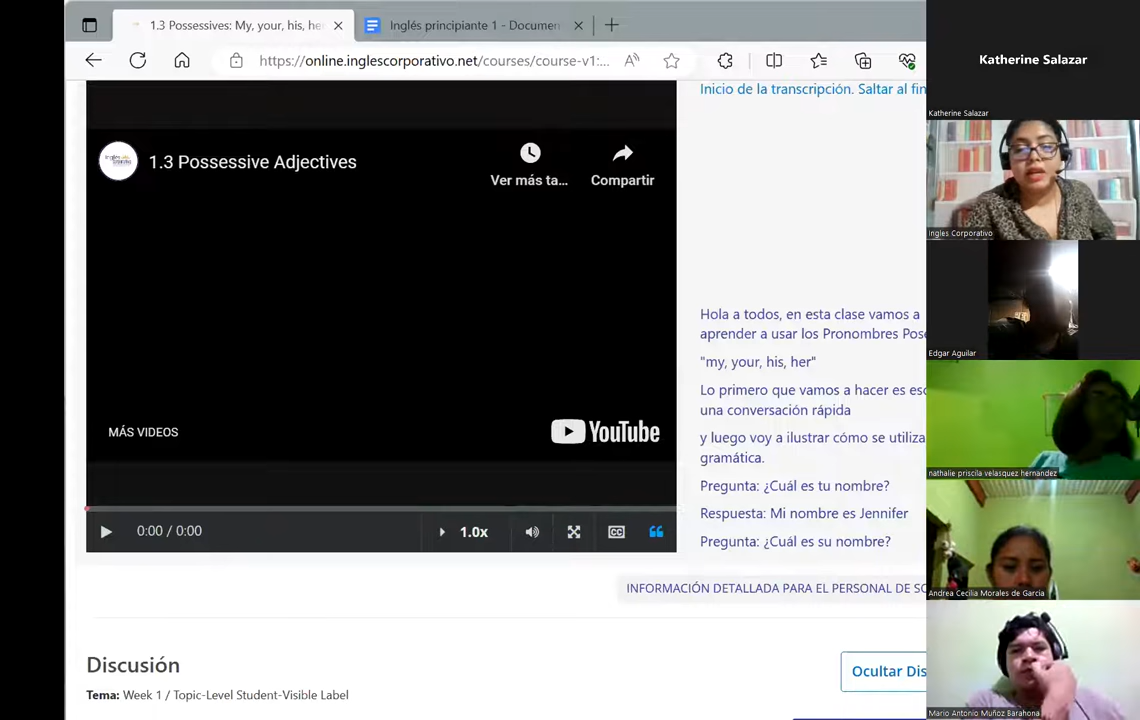 1.3 Possessives: My, your, his, he
Inglés principiante 1 - Documen
https://online.inglescorporativo.net/courses/course-v1:...
Inicio de la transcripción. Saltar al fin
1.3 Possessive Adjectives
Ver más ta...
Compartir
MÁS VIDEOS
YouTube
Hola a todos, en esta clase vamos a
aprender a usar los Pronombres Pose
"my, your, his, her"
Lo primero que vamos a hacer es esc
una conversación rápida
y luego voy a ilustrar cómo se utiliza
gramática.
Pregunta: ¿Cuál es tu nombre?
Respuesta: Mi nombre es Jennifer
Pregunta: ¿Cuál es su nombre?
0:00 / 0:00
1.0x
CC
INFORMACIÓN DETALLADA PARA EL PERSONAL DE SO
Discusión
Ocultar Dis
Tema: Week 1 / Topic-Level Student-Visible Label
Katherine Salazar
Katherine Salazar
Ingles Corporativo
Edgar Aguilar
nathalie priscila velasquez hernandez
Andrea Cecilia Morales de Garcia
Mario Antonio Muñoz Barahona